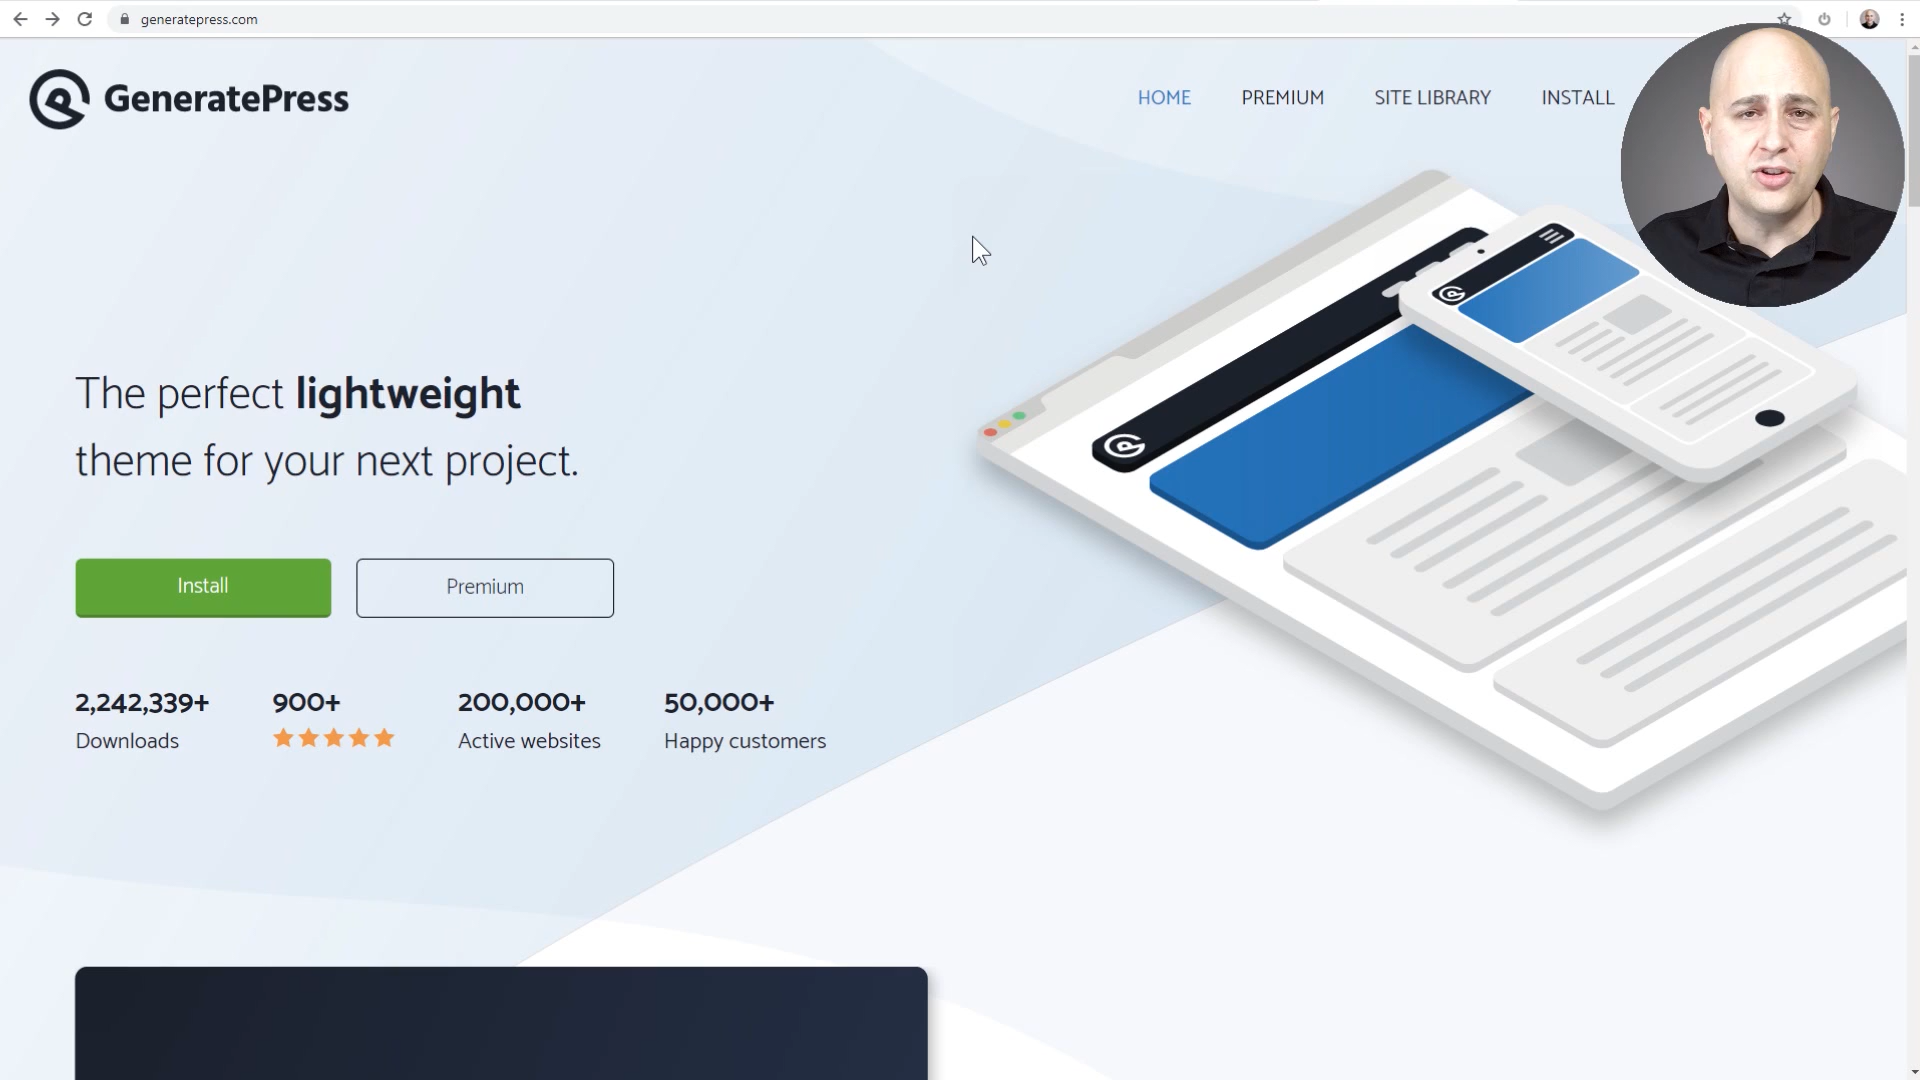 generatepress.com
GeneratePress
HOME
PREMIUM
SITE LIBRARY
INSTALL
The perfect lightweight
theme for your next project.
Install
Premium
2,242,339+
Downloads
900+
200,000+
Active websites
50,000+
Happy customers